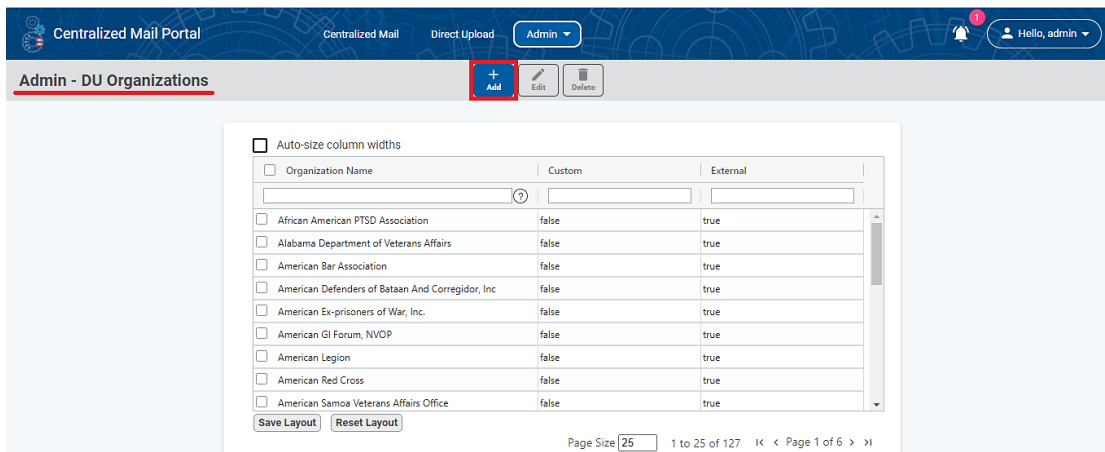 Centralized Mail Portal Centralized Mail Direct Upload Admin 1 Hello, admin
Admin - DU Organizations Add Edit Delete
Auto-size column widths
Organization Name Custom External
?
African American PTSD Association false true
Alabama Department of Veterans Affairs false true
American Bar Association false true
American Defenders of Bataan And Corregidor, Inc false true
American Ex-prisoners of War, Inc. false true
American GI Forum, NVOP false true
American Legion false true
American Red Cross false true
American Samoa Veterans Affairs Office false true
Save Layout Reset Layout
Page Size 25 1 to 25 of 127 Page 1 of 6